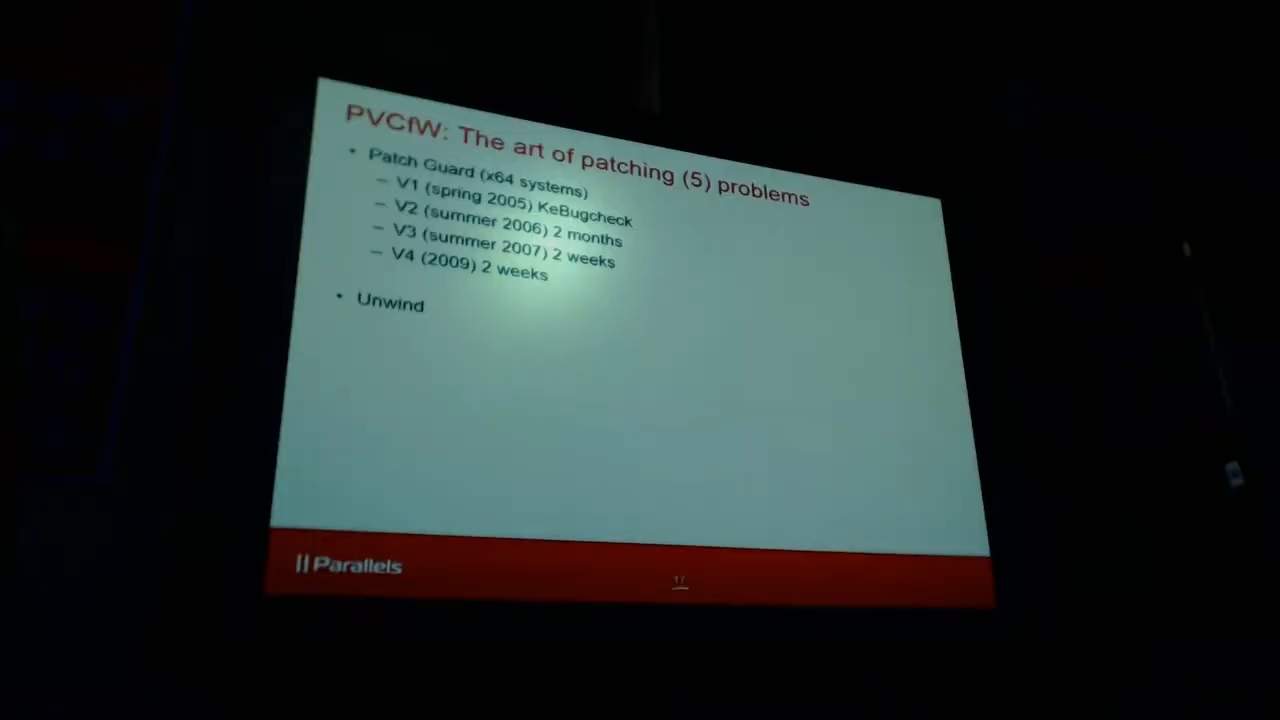 PVCfW: The art of patching (5) problems
• Patch Guard (x64 systems)
– V1 (spring 2005) KeBugcheck
– V2 (summer 2006) 2 months
– V3 (summer 2007) 2 weeks
– V4 (2009) 2 weeks
• Unwind
Parallels
17